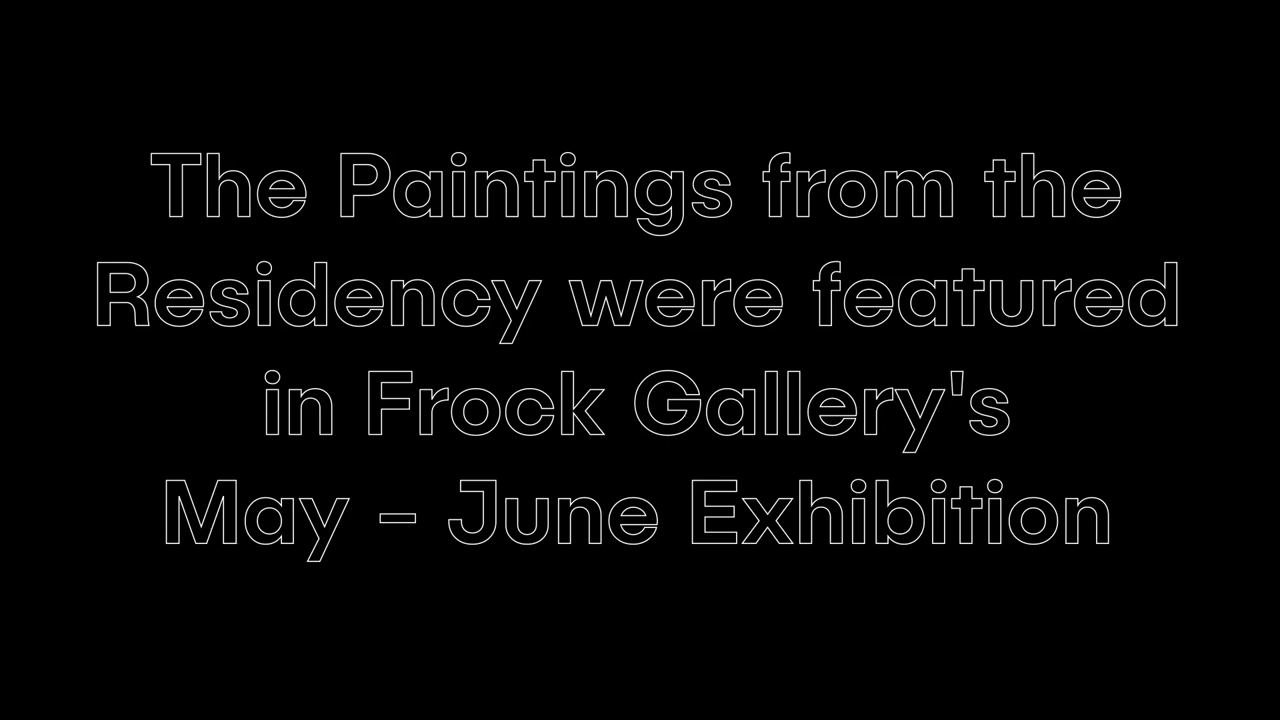 The Paintings from the
Residency were featured
in Frock Gallery's
May - June Exhibition